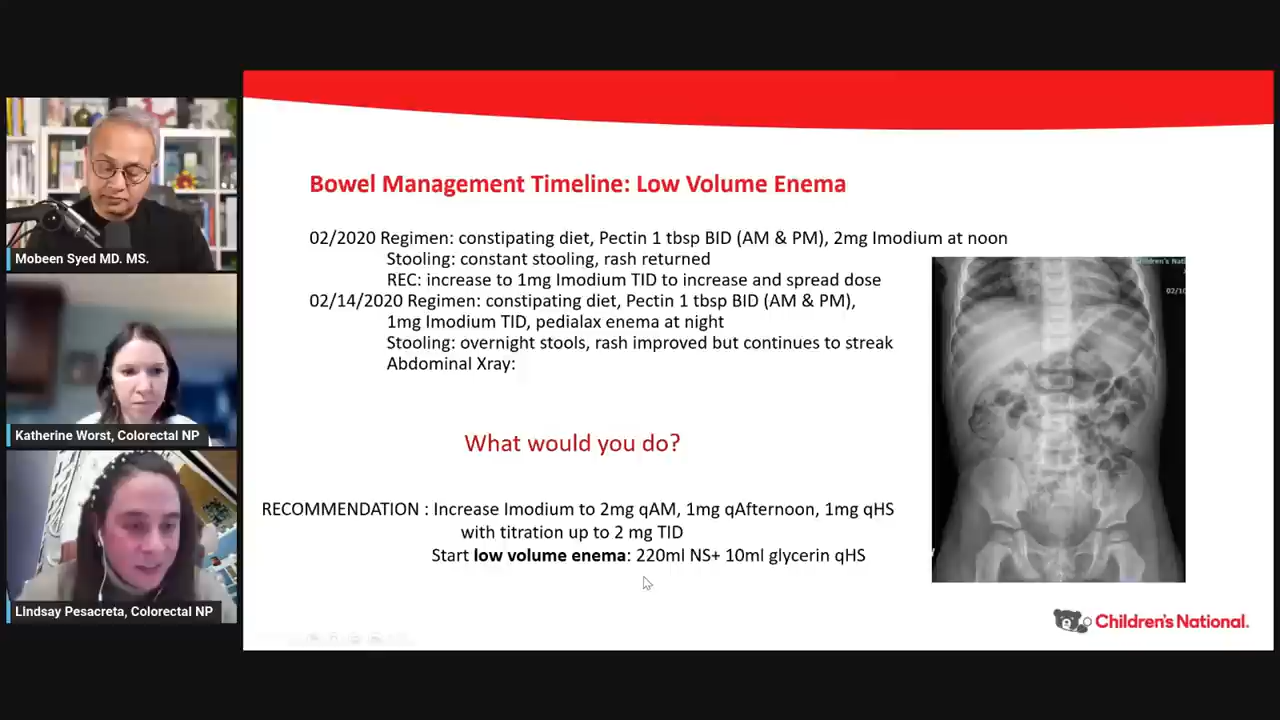 Bowel Management Timeline: Low Volume Enema
02/2020 Regimen: constipating diet, Pectin 1 tbsp BID (AM & PM), 2mg Imodium at noon
Stooling: constant stooling, rash returned
REC: increase to 1mg Imodium TID to increase and spread dose
02/14/2020 Regimen: constipating diet, Pectin 1 tbsp BID (AM & PM),
1mg Imodium TID, pedialax enema at night
Stooling: overnight stools, rash improved but continues to streak
Abdominal Xray:
What would you do?
RECOMMENDATION : Increase Imodium to 2mg qAM, 1mg qAfternoon, 1mg qHS
with titration up to 2 mg TID
Start low volume enema: 220ml NS+ 10ml glycerin qHS
Children's National.
Mobeen Syed MD. MS.
Katherine Worst, Colorectal NP
Lindsay Pesacreta, Colorectal NP